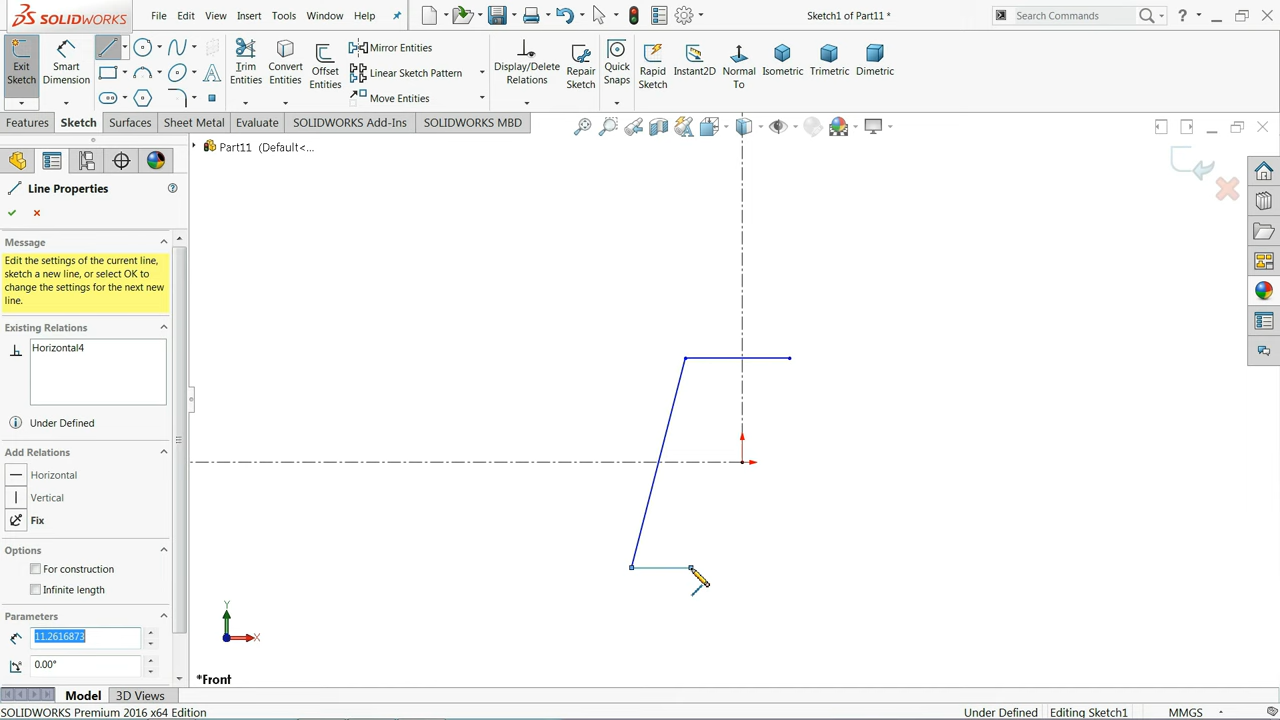 SOLIDWORKS File Edit View Insert Tools Window Help Sketch1 of Part11 * Search Commands ?
Exit Sketch Smart Dimension Trim Entities Convert Entities Offset Entities Mirror Entities Linear Sketch Pattern Move Entities Display/Delete Relations Repair Sketch Quick Snaps Rapid Sketch Instant2D Normal To Isometric Trimetric Dimetric
Features Sketch Surfaces Sheet Metal Evaluate SOLIDWORKS Add-Ins SOLIDWORKS MBD
Part11 (Default<...
Line Properties
Message
Edit the settings of the current line,
sketch a new line, or select OK to
change the settings for the next new
line.
Existing Relations
Horizontal4
Under Defined
Add Relations
Horizontal
Vertical
Fix
Options
For construction
Infinite length
Parameters
11.2616873
0.00°
Y
X
*Front
Model 3D Views
SOLIDWORKS Premium 2016 x64 Edition Under Defined Editing Sketch1 MMGS